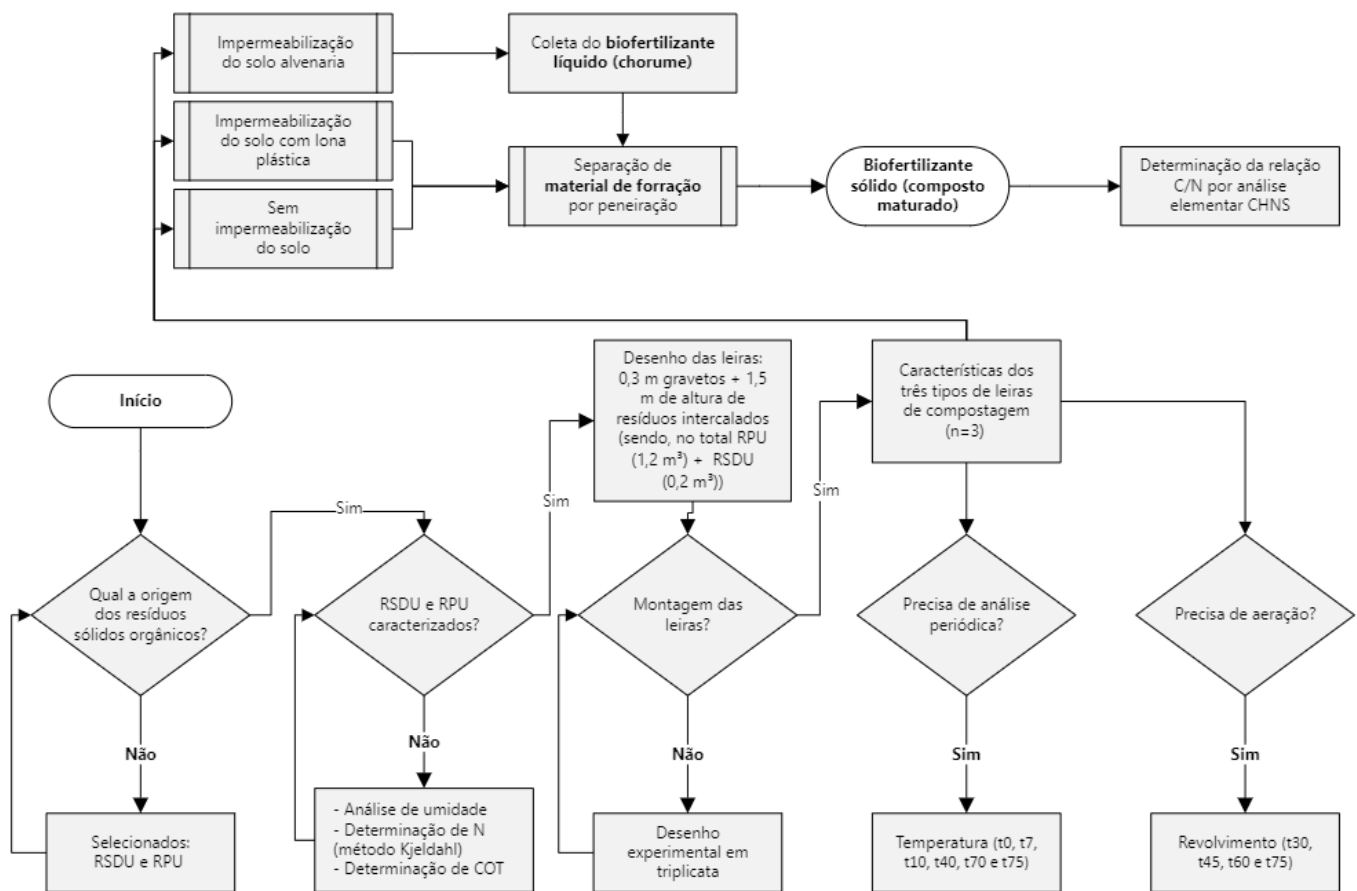 Impermeabilização
do solo alvenaria
Coleta do biofertilizante
líquido (chorume)
Impermeabilização
do solo com lona
plástica
Separação de
material de forração
por peneiração
Biofertilizante
sólido (composto
maturado)
Determinação da relação
C/N por análise
elementar CHNS
Sem
impermeabilização
do solo
Início
Desenho das leiras:
0,3 m gravetos + 1,5
m de altura de
resíduos intercalados
(sendo, no total RPU
(1,2 m³) + RSDU
(0,2 m³))
Características dos
três tipos de leiras
de compostagem
(n=3)
Sim
Sim
Sim
Qual a origem
dos resíduos
sólidos orgânicos?
RSDU e RPU
caracterizados?
Montagem das
leiras?
Precisa de análise
periódica?
Precisa de aeração?
Não
Não
Não
Sim
Sim
Selecionados:
RSDU e RPU
- Análise de umidade
- Determinação de N
(método Kjeldahl)
- Determinação de COT
Desenho
experimental em
triplicata
Temperatura (t0, t7,
t10, t40, t70 e t75)
Revolvimento (t30,
t45, t60 e t75)